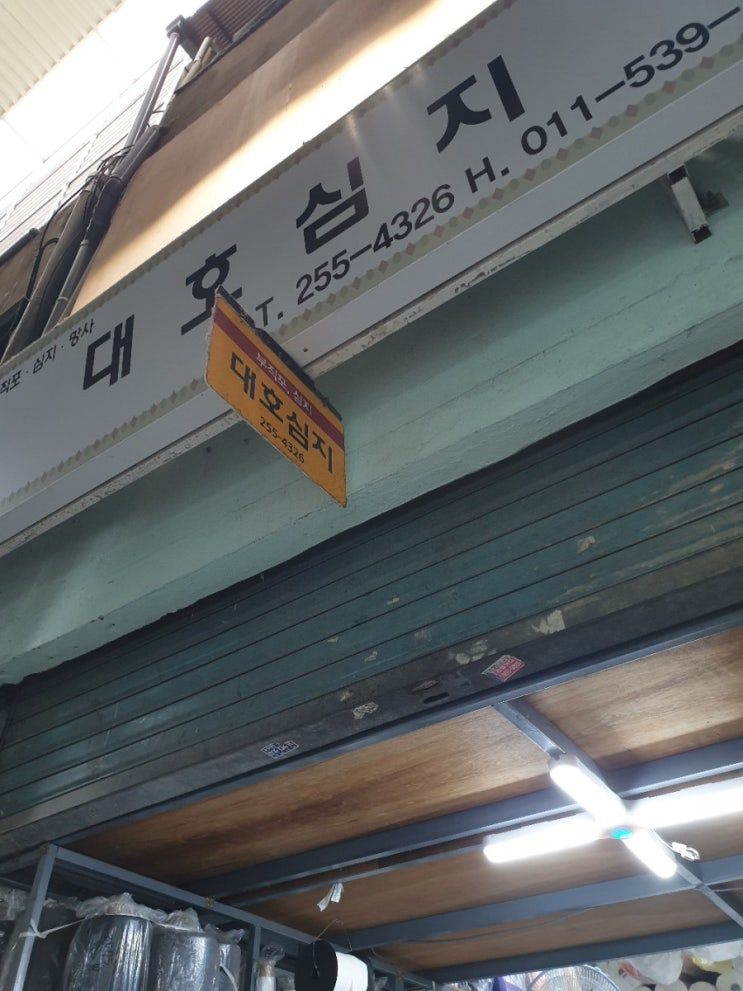 대호심지
직포 · 심지 · 망사
T. 255-4326 H. 011-539-
부직포, 심지
대호심지
255-4326